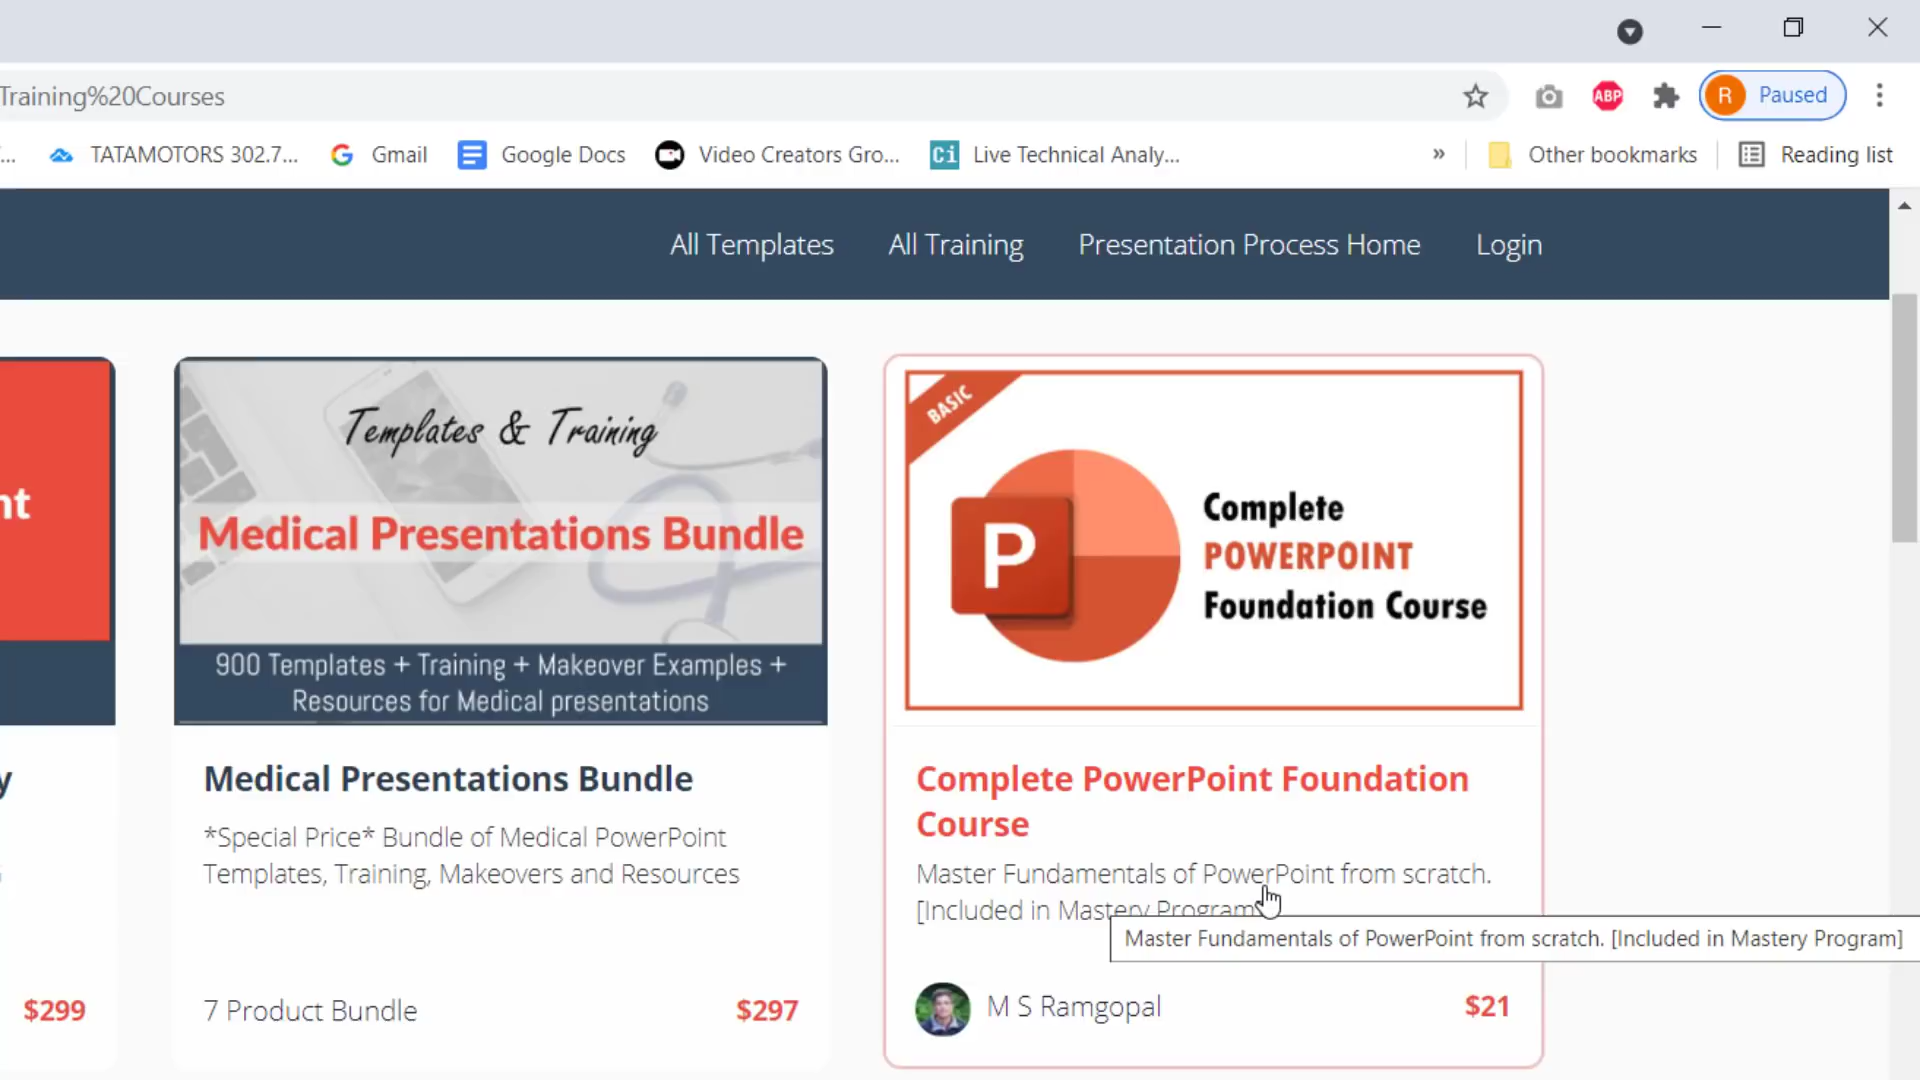 Training%20Courses
ABP
R
Paused
...
TATAMOTORS 302.7...
Gmail
Google Docs
Video Creators Gro...
Ci
Live Technical Analy...
»
Other bookmarks
Reading list
All Templates
All Training
Presentation Process Home
Login
nt
y
$299
Templates & Training
Medical Presentations Bundle
900 Templates + Training + Makeover Examples +
Resources for Medical presentations
Medical Presentations Bundle
*Special Price* Bundle of Medical PowerPoint
Templates, Training, Makeovers and Resources
7 Product Bundle
$297
BASIC
P
Complete
POWERPOINT
Foundation Course
Complete PowerPoint Foundation
Course
Master Fundamentals of PowerPoint from scratch.
[Included in Mastery Program
Master Fundamentals of PowerPoint from scratch. [Included in Mastery Program]
M S Ramgopal
$21